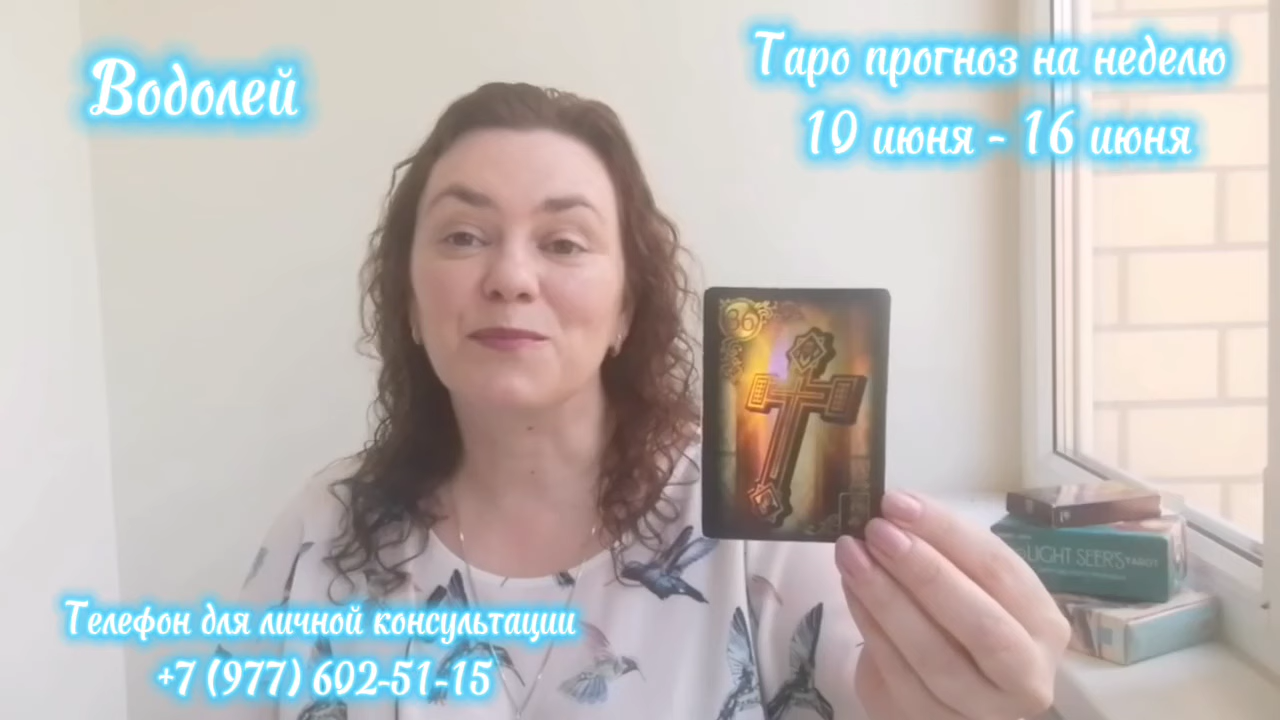 Водолей
Таро прогноз на неделю
10 июня - 16 июня
36
LIGHT SEER'S TAROT
Телефон для личной консультации
+7 (977) 602-51-15